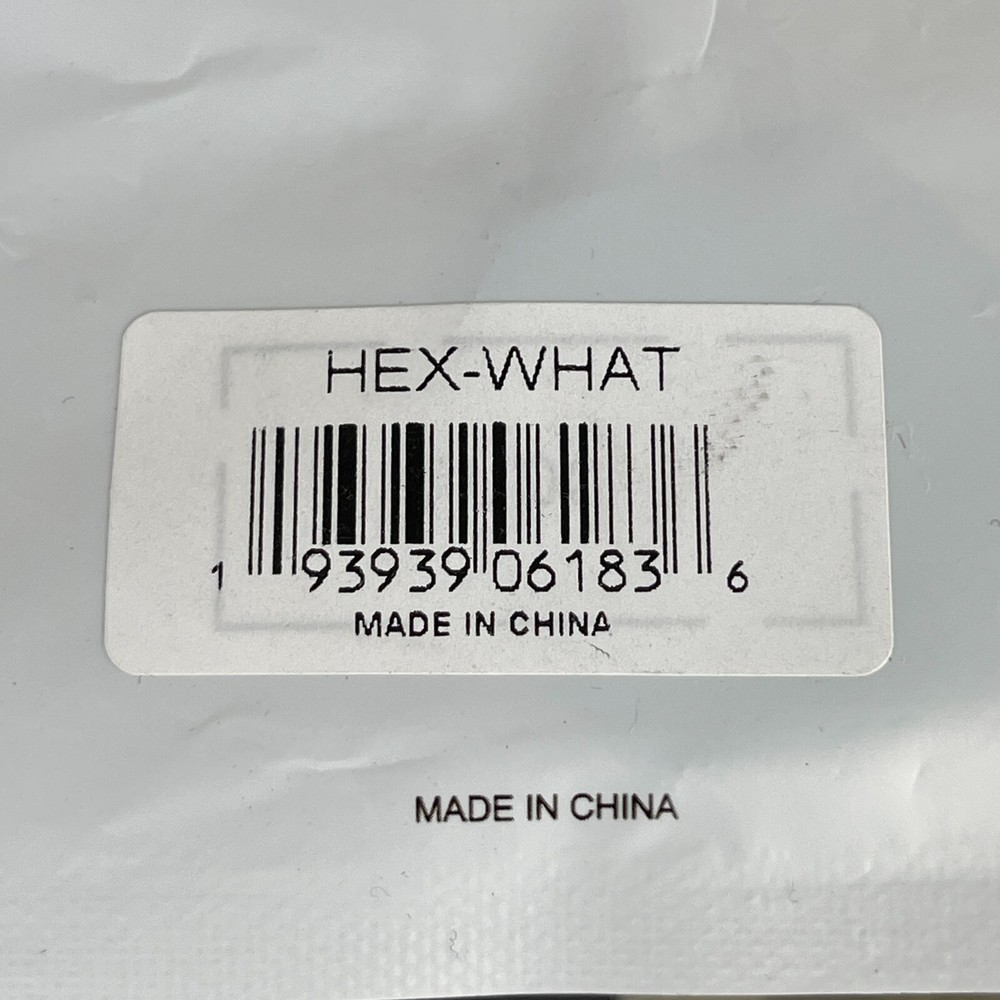 HEX-WHAT
1 93939 06183 6
MADE IN CHINA
MADE IN CHINA